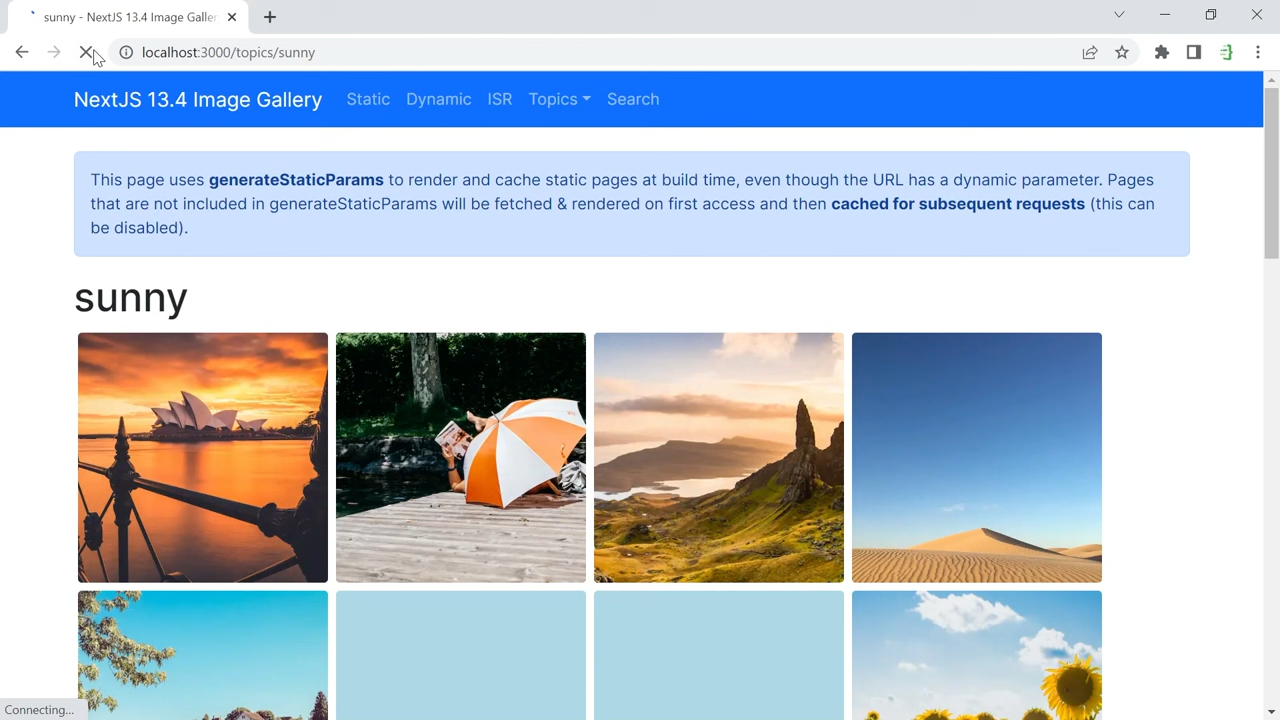 sunny - NextJS 13.4 Image Galler
localhost:3000/topics/sunny
NextJS 13.4 Image Gallery Static Dynamic ISR Topics Search
This page uses generateStaticParams to render and cache static pages at build time, even though the URL has a dynamic parameter. Pages
that are not included in generateStaticParams will be fetched & rendered on first access and then cached for subsequent requests (this can
be disabled).
sunny
Connecting...